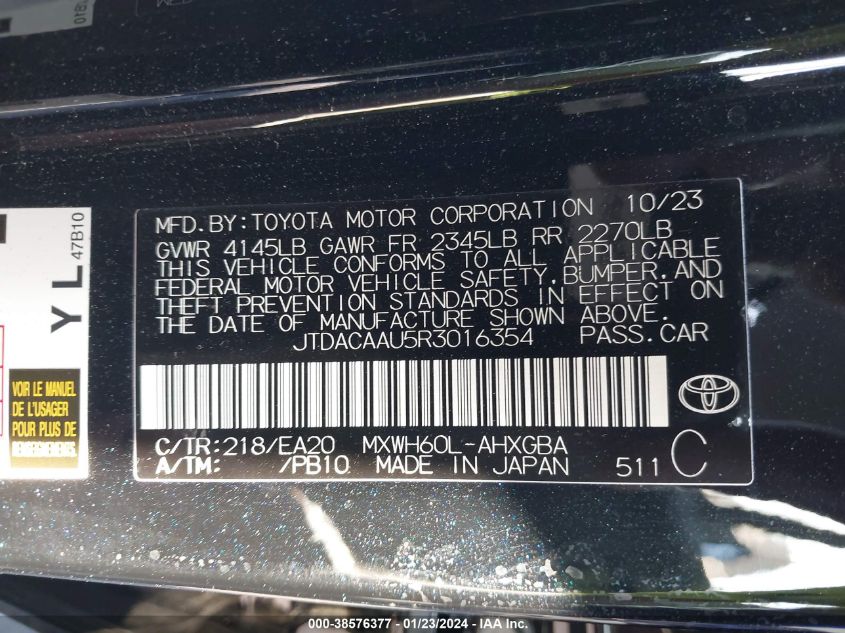 MFD.BY:TOYOTA MOTOR CORPORATION 10/23
GVWR 4145LB GAWR FR 2345LB RR 2270LB
THIS VEHICLE CONFORMS TO ALL APPLICABLE
FEDERAL MOTOR VEHICLE SAFETY,BUMPER,AND
THEFT PREVENTION STANDARDS IN EFFECT ON
THE DATE OF MANUFACTURE SHOWN ABOVE.
JTDACAAU5R3016354 PASS.CAR
C/TR:218/EA20 MXWH60L-AHXGBA
A/TM: /PB10 MADE IN JAPAN 511 C
YL
47B10
VOIR LE MANUEL
DE L'USAGER
POUR PLUS DE
RENSEIGNEMENTS
000-38576377 - 01/23/2024 - AHA Inc.